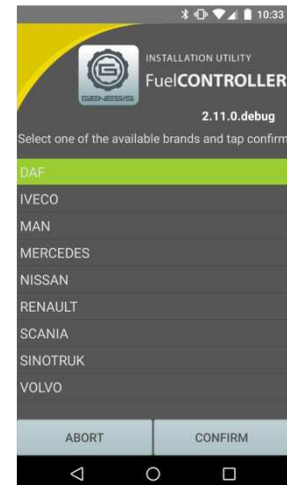 10:33
GENESIS
INSTALLATION UTILITY
FuelCONTROLLER
2.11.0.debug
Select one of the available brands and tap confirm
DAF
IVECO
MAN
MERCEDES
NISSAN
RENAULT
SCANIA
SINOTRUK
VOLVO
ABORT CONFIRM